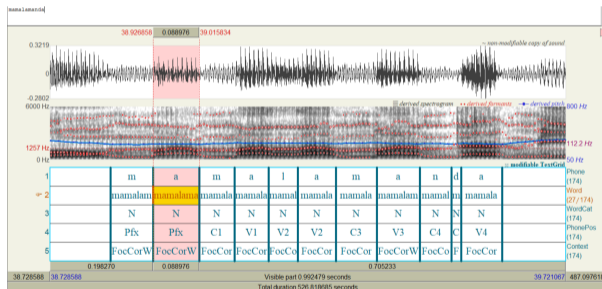 mamalamanda
38.926858 0.088976 39.015834
0.3219 ~ non-modifiable copy of sound
0
-0.2802
6000 Hz derived spectrogram derived formants derived pitch 800 Hz
1257 Hz 112.2 Hz
0 Hz 50 Hz
modifiable TextGrid
1 m a m a l a m a n d a Phone (174)
2 mamalam mamalama mamala mamala mamal mamala mamala mamala mamala m mamala Word (27/174)
3 N N N N N N N N N N N WordCat (174)
4 Pfx Pfx C1 V1 V2 V2 C3 V3 C4 C V4 PhonePos (174)
5 FocCorW FocCorW FocCor FocCor FocCo FocCor FocCor FocCorW FocCo F FocCor Context (174)
0.198270 0.088976 0.705233
38.728588 38.728588 Visible part 0.992479 seconds 39.721067 487.097618
Total duration 526.818685 seconds